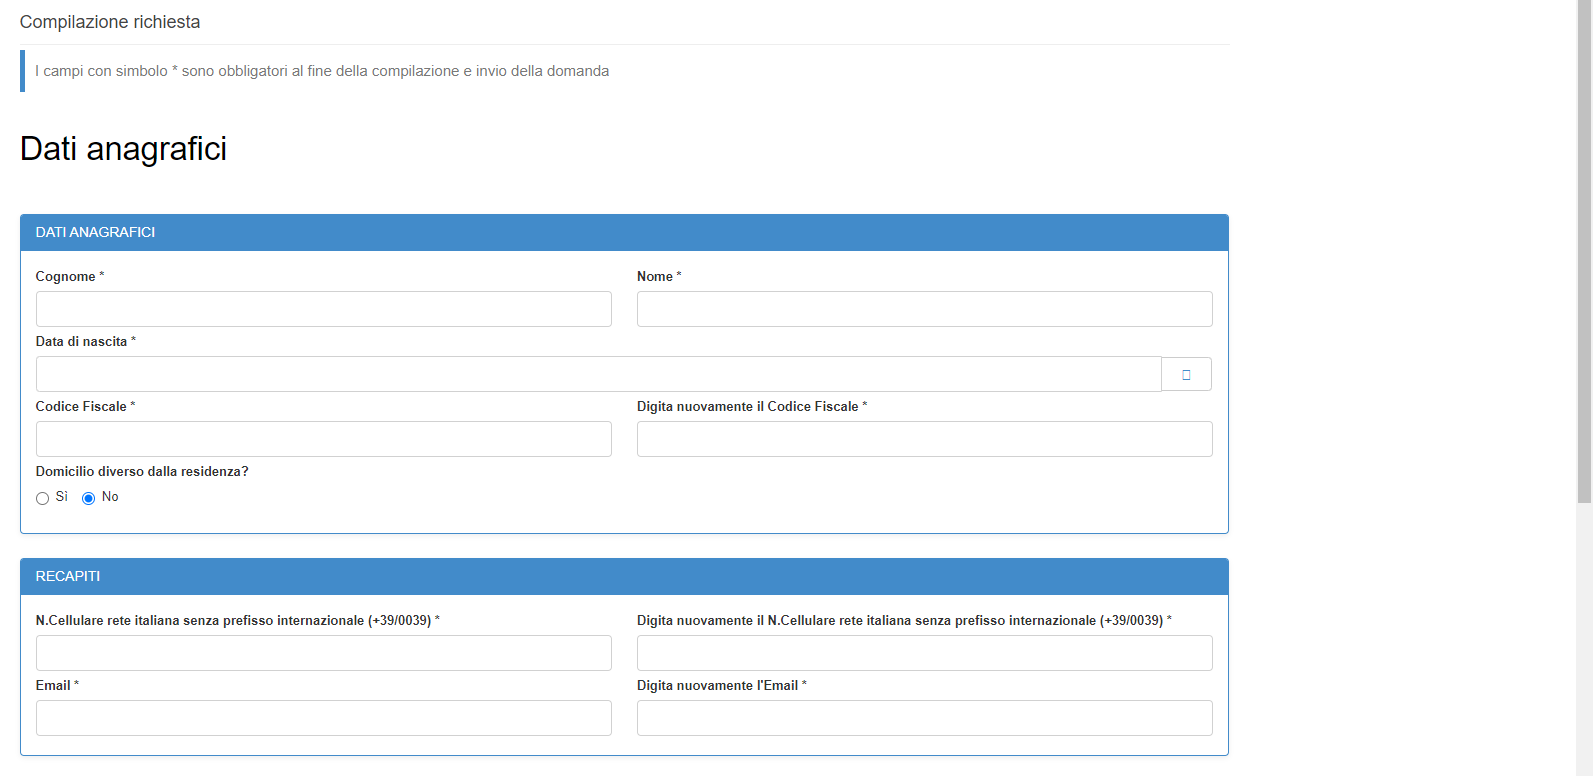 Compilazione richiesta
I campi con simbolo * sono obbligatori al fine della compilazione e invio della domanda
Dati anagrafici
DATI ANAGRAFICI
Cognome *
Nome *
Data di nascita *
Codice Fiscale *
Digita nuovamente il Codice Fiscale *
Domicilio diverso dalla residenza?
Sì
No
RECAPITI
N.Cellulare rete italiana senza prefisso internazionale (+39/0039) *
Digita nuovamente il N.Cellulare rete italiana senza prefisso internazionale (+39/0039) *
Email *
Digita nuovamente l'Email *